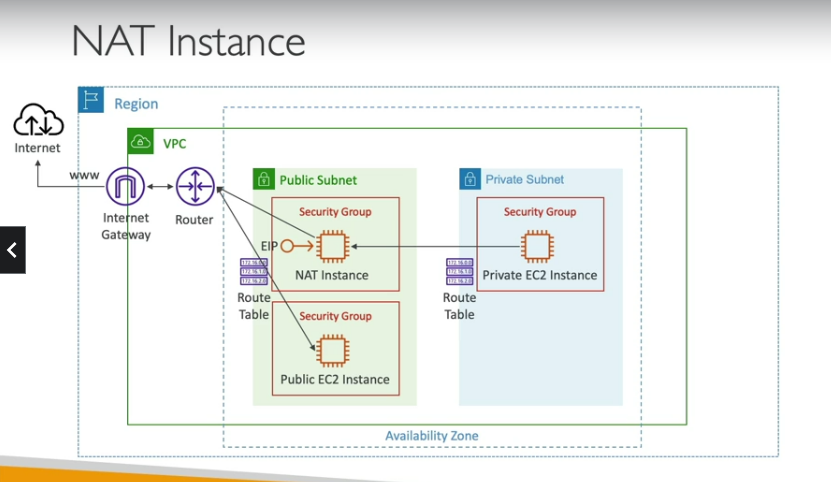 NAT Instance
Region
Internet
VPC
www
Internet
Gateway
Router
Public Subnet
Security Group
EIP
NAT Instance
Route
Table
Security Group
Public EC2 Instance
Private Subnet
Security Group
Private EC2 Instance
Route
Table
Availability Zone